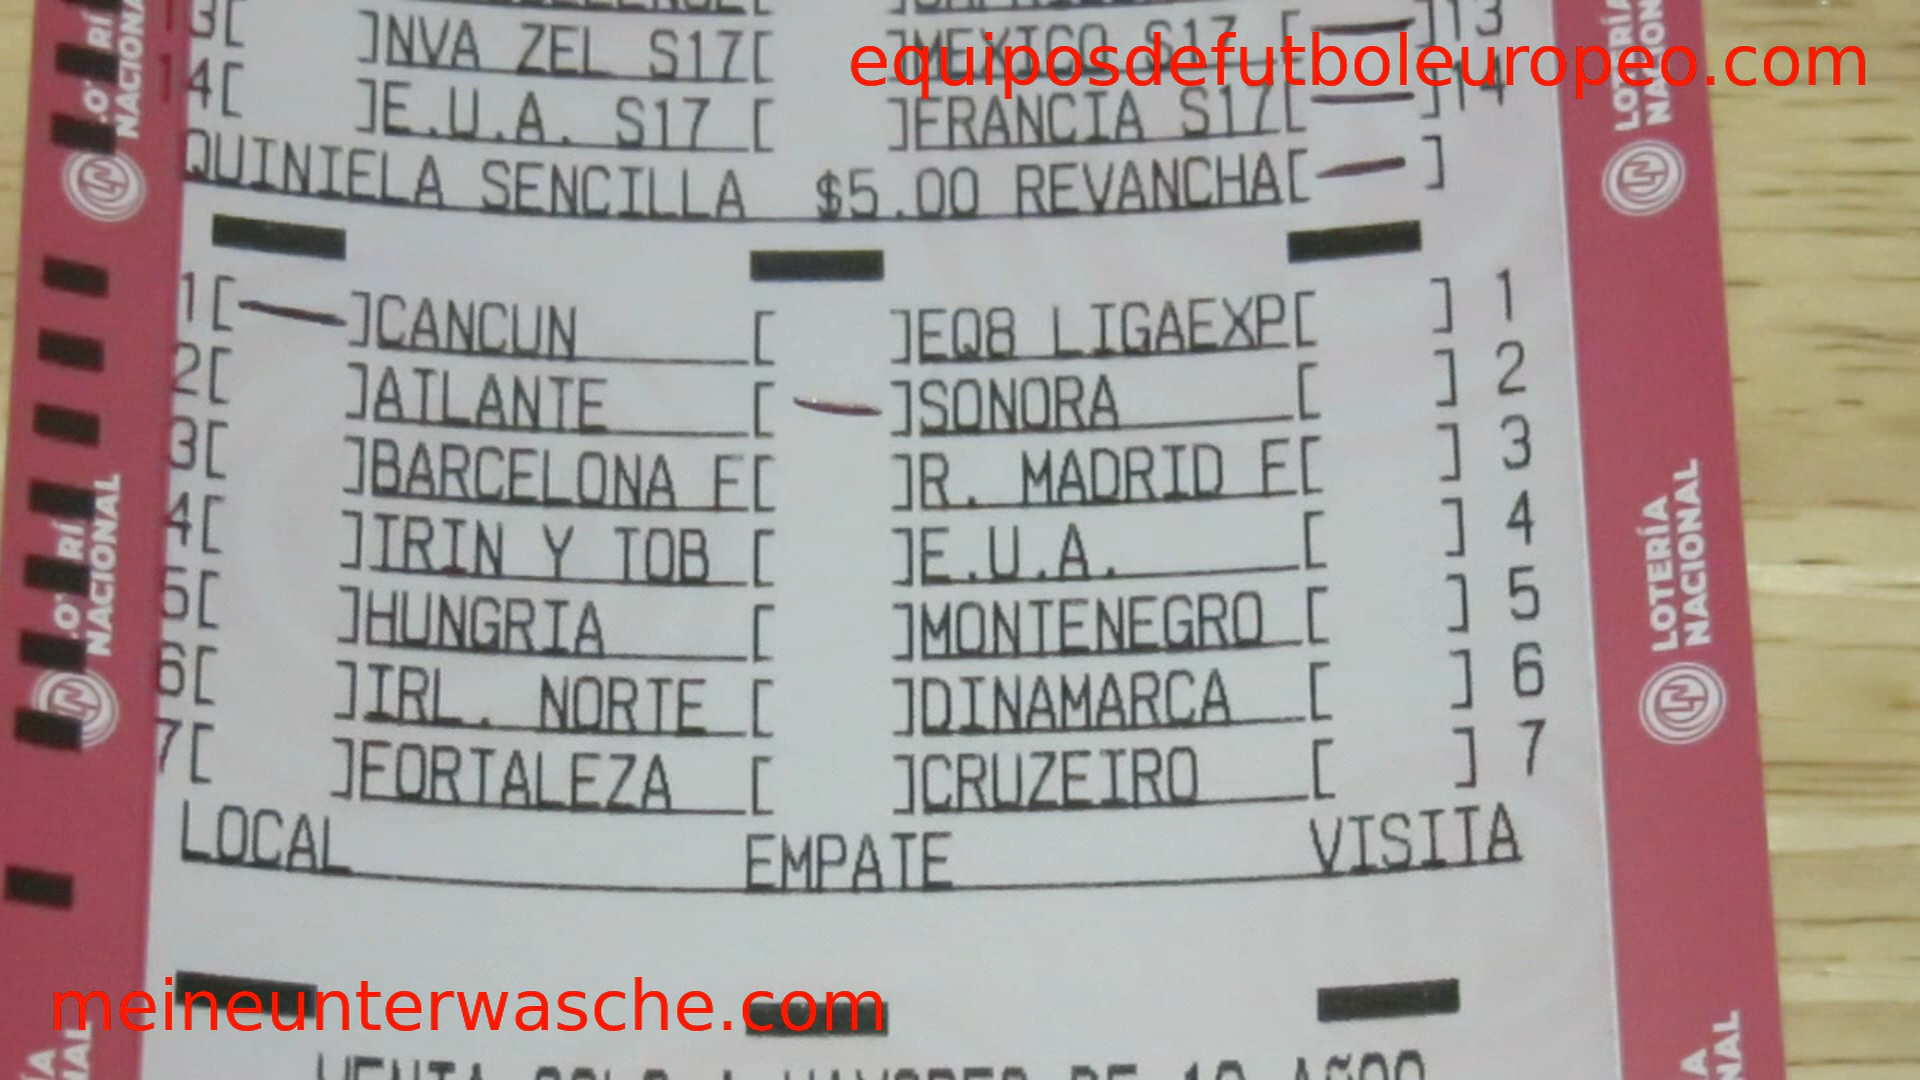 3[ ]NVA ZEL S17[ ]MEXICO S17 [ ]13
equiposdefutboleuropeo.com
14[ ]E.U.A. S17 [ ]FRANCIA S17[ ]14
QUINIELA SENCILLA $5.00 REVANCHA[ ]
1[ ]CANCUN [ ]EQ8 LIGAEXP[ ] 1
2[ ]ATLANTE [ ]SONORA [ ] 2
3[ ]BARCELONA F[ ]R. MADRID F[ ] 3
4[ ]TRIN Y TOB [ ]E.U.A. [ ] 4
5[ ]HUNGRIA [ ]MONTENEGRO [ ] 5
6[ ]IRL. NORTE [ ]DINAMARCA [ ] 6
7[ ]FORTALEZA [ ]CRUZEIRO [ ] 7
LOCAL EMPATE VISITA
meineunterwasche.com
LOTERÍA
NACIONAL
LOTERÍA
NACIONAL